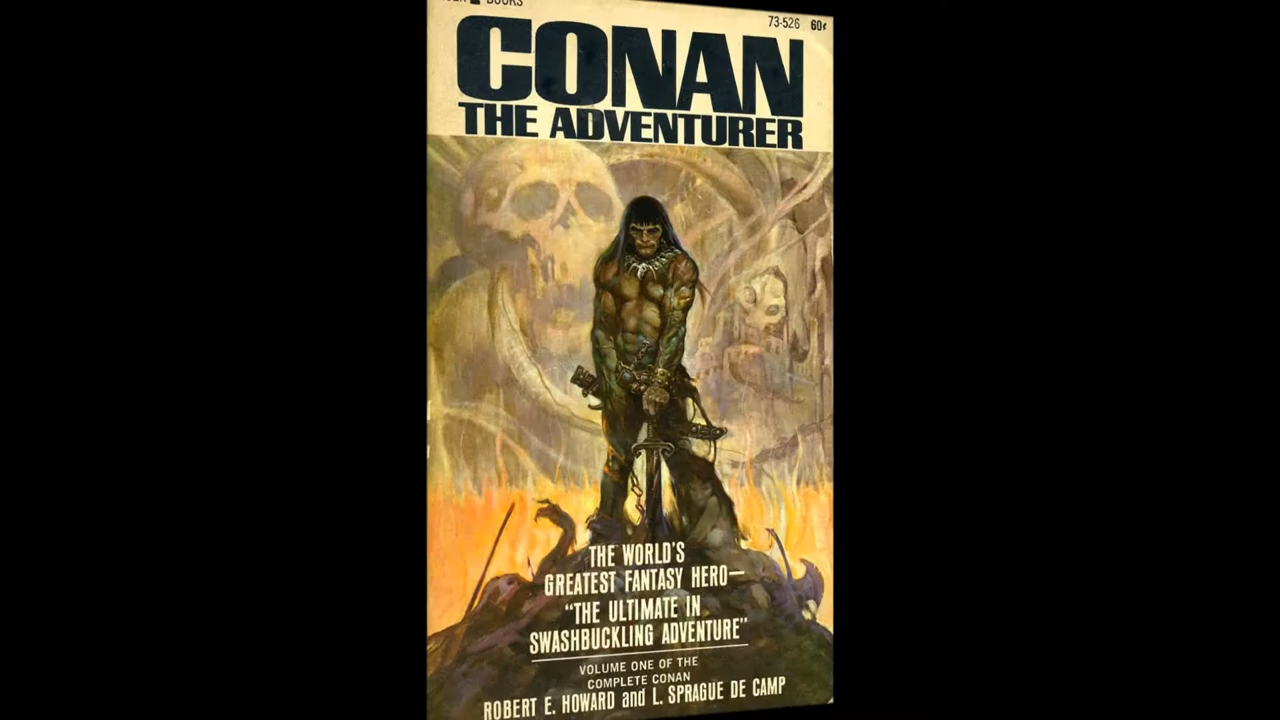 BOOKS
73-526 60¢
CONAN
THE ADVENTURER
THE WORLD'S
GREATEST FANTASY HERO—
"THE ULTIMATE IN
SWASHBUCKLING ADVENTURE"
VOLUME ONE OF THE
COMPLETE CONAN
ROBERT E. HOWARD and L. SPRAGUE DE CAMP